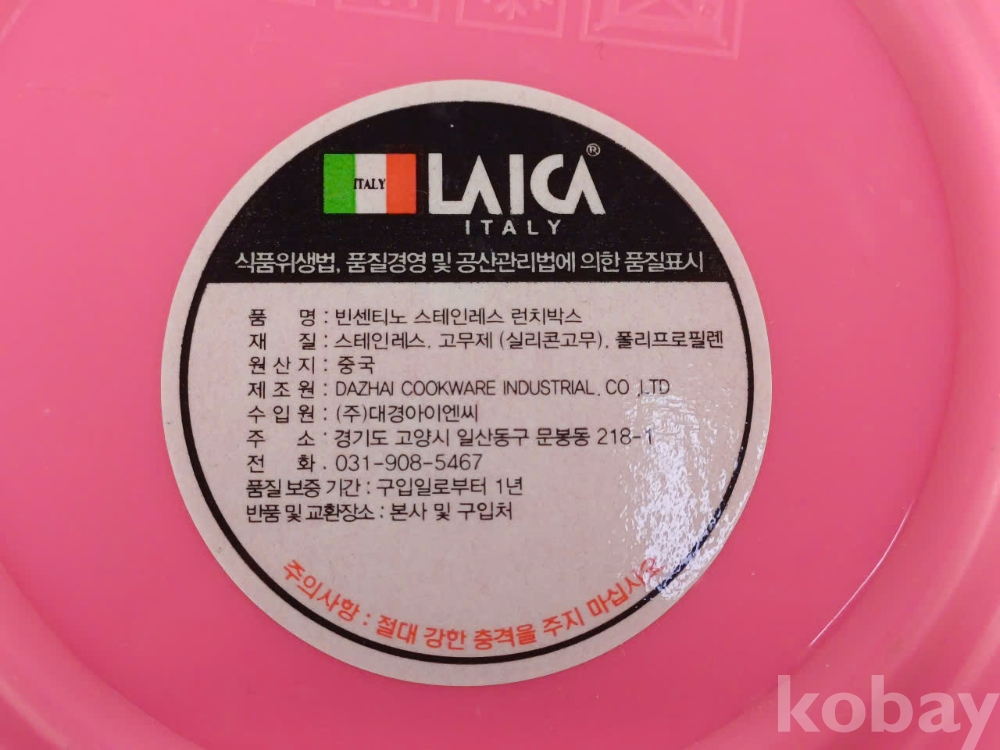 ITALY
LAICA®
ITALY
식품위생법, 품질경영 및 공산관리법에 의한 품질표시
품 명 : 빈센티노 스테인레스 런치박스
재 질 : 스테인레스, 고무제 (실리콘고무), 폴리프로필렌
원산지 : 중국
제조원 : DAZHAI COOKWARE INDUSTRIAL. CO .LTD
수입원 : (주)대경아이엔씨
주 소 : 경기도 고양시 일산동구 문봉동 218-1
전 화. 031-908-5467
품질 보증 기간 : 구입일로부터 1년
반품 및 교환장소 : 본사 및 구입처
주의사항 : 절대 강한 충격을 주지 마십시오
kobay